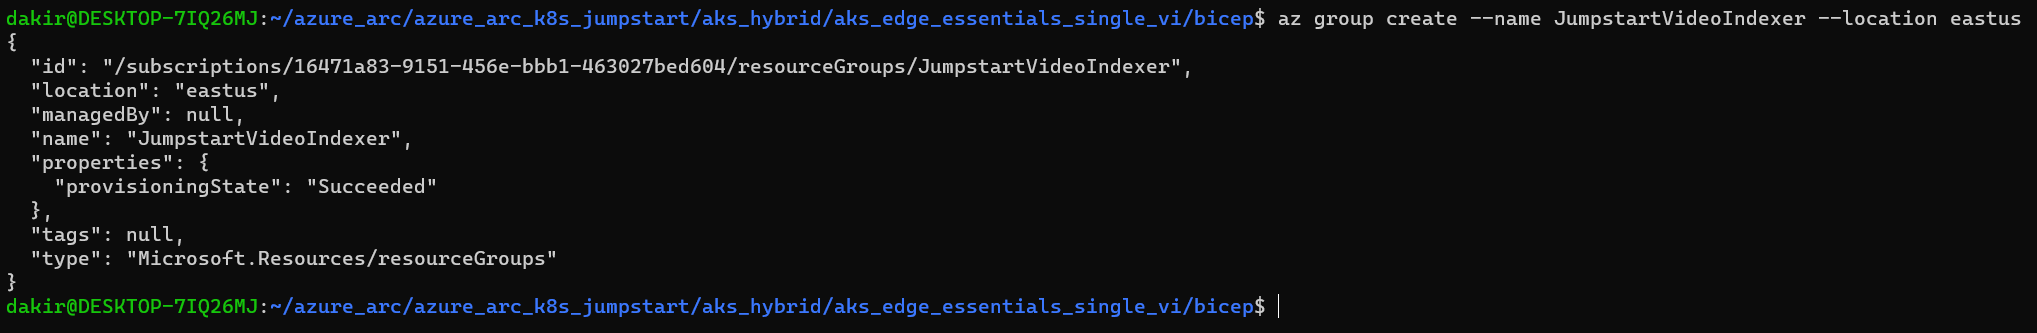 dakir@DESKTOP-7IQ26MJ:~/azure_arc/azure_arc_k8s_jumpstart/aks_hybrid/aks_edge_essentials_single_vi/bicep$ az group create --name JumpstartVideoIndexer --location eastus
{
  "id": "/subscriptions/16471a83-9151-456e-bbb1-463027bed604/resourceGroups/JumpstartVideoIndexer",
  "location": "eastus",
  "managedBy": null,
  "name": "JumpstartVideoIndexer",
  "properties": {
    "provisioningState": "Succeeded"
  },
  "tags": null,
  "type": "Microsoft.Resources/resourceGroups"
}
dakir@DESKTOP-7IQ26MJ:~/azure_arc/azure_arc_k8s_jumpstart/aks_hybrid/aks_edge_essentials_single_vi/bicep$